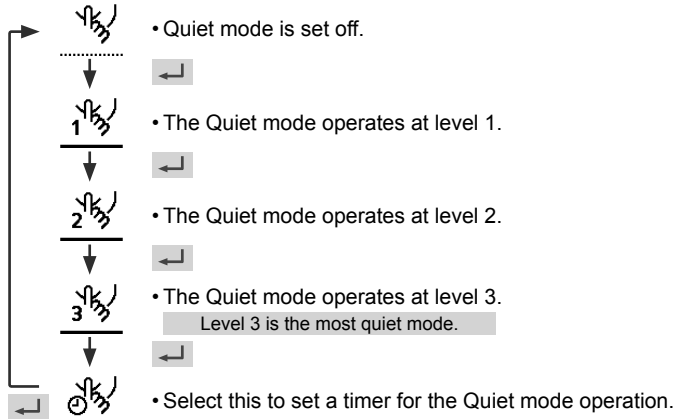 • Quiet mode is set off.
1
• The Quiet mode operates at level 1.
2
• The Quiet mode operates at level 2.
3
• The Quiet mode operates at level 3.
Level 3 is the most quiet mode.
• Select this to set a timer for the Quiet mode operation.